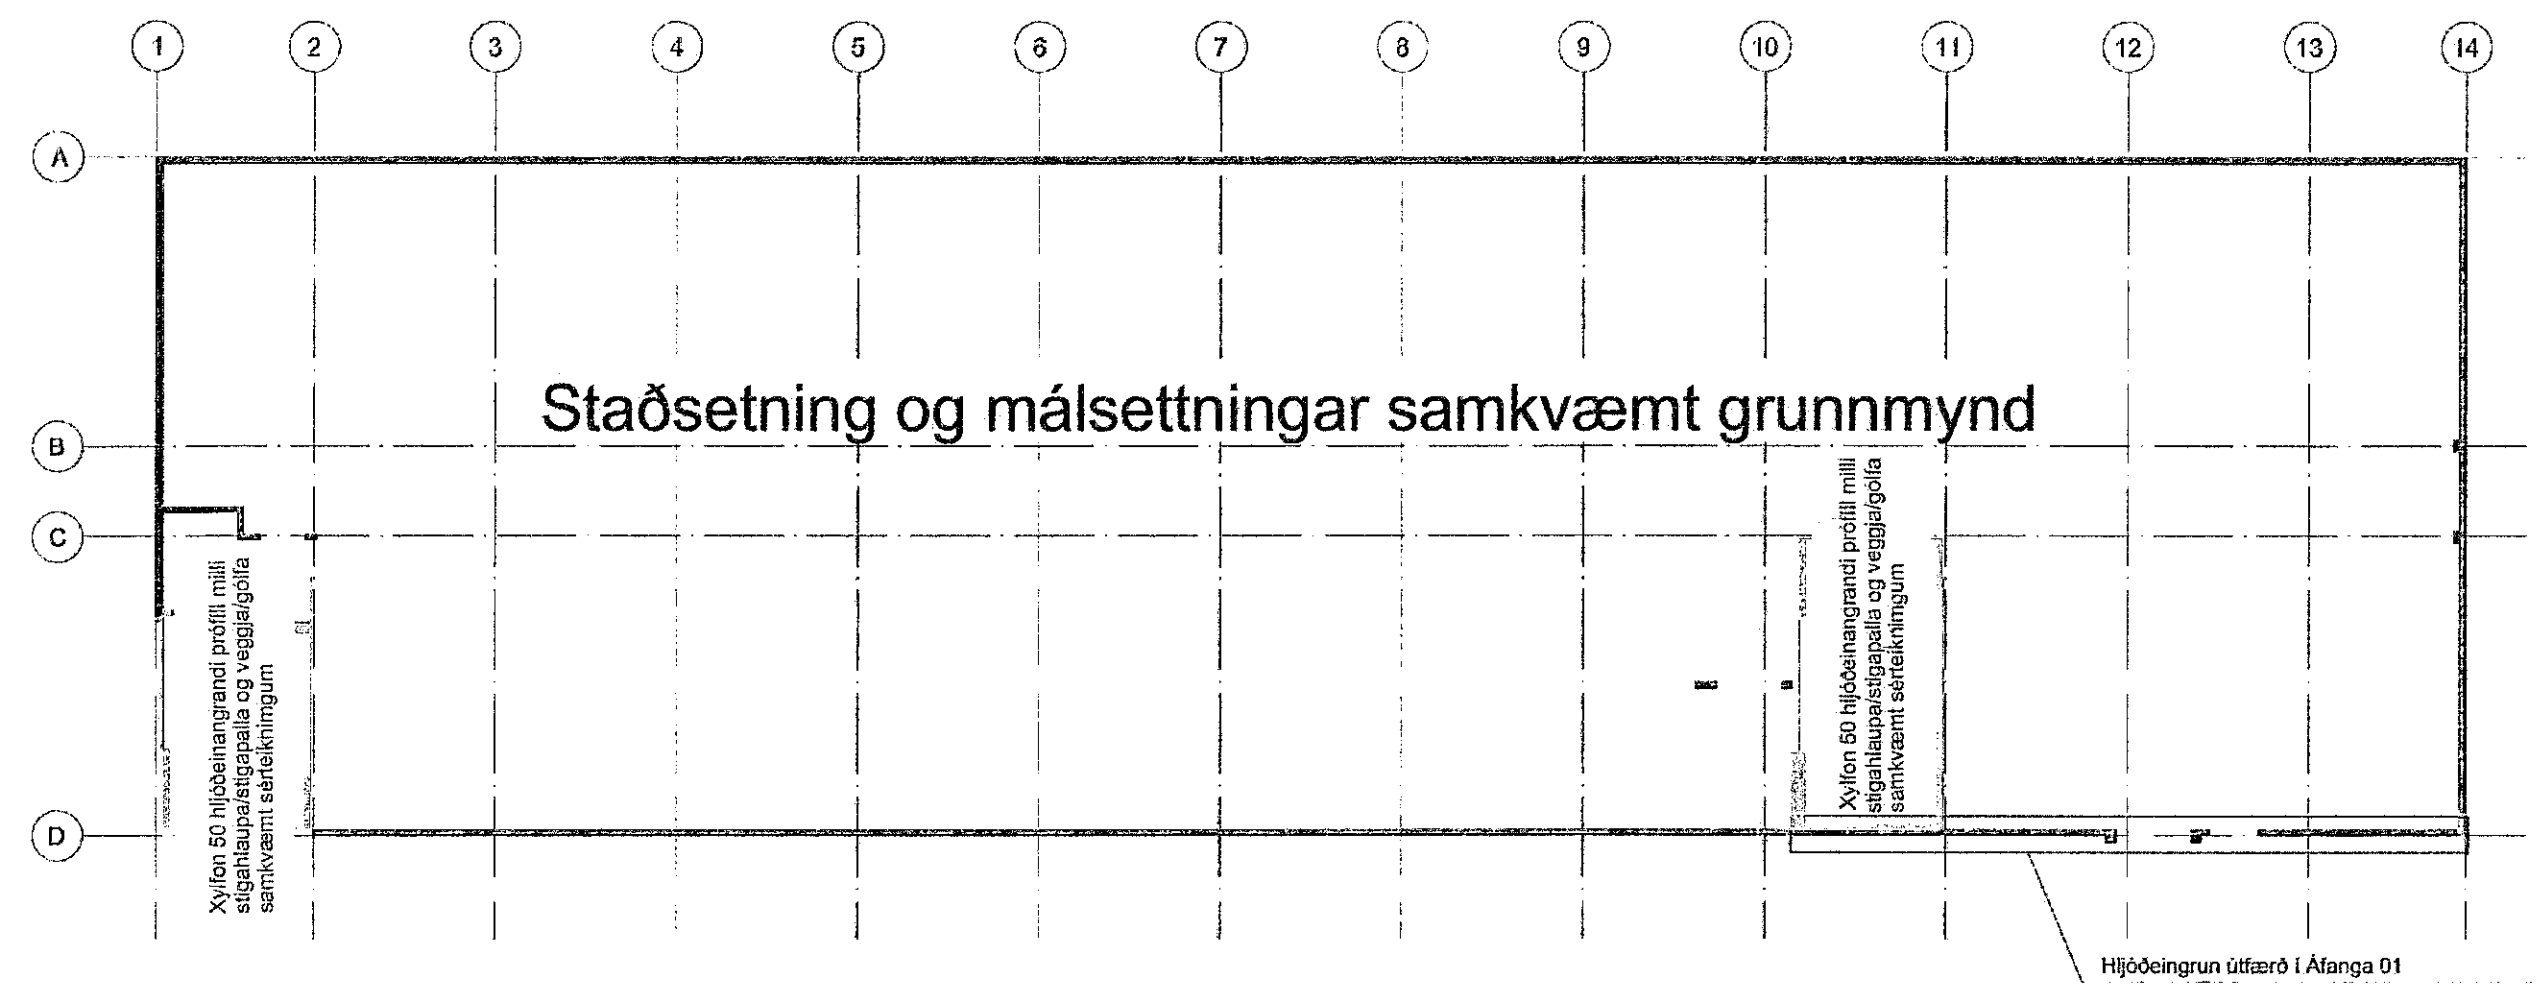 1 2 3 4 5 6 7 8 9 10 11 12 13 14
A
Staðsetning og málsettningar samkvæmt grunnmynd
B
C
Xylfon 50 hljóðeinangrandi prófíll milli
stigahlaupa/stigapalla og veggja/gólfa
samkvæmt sérteiknimgum
Xylfon 50 hljóðeinangrandi prófíll milli
stigahlaupa/stigapalla og veggja/gólfa
samkvæmt sérteiknimgum
D
Hljóðeingrun útfærð í Áfanga 01